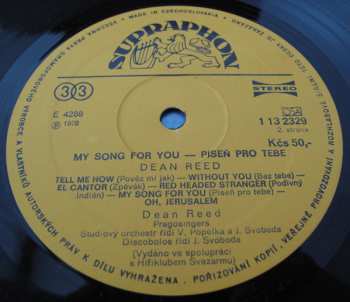 MADE IN CZECHOSLOVAKIA
SUPRAPHON
33
STEREO
E 4288
1 13 2329
2. strana
Kčs 50,-
MY SONG FOR YOU — PISEŇ PRO TEBE
DEAN REED
TELL ME HOW (Pověz mi jak) — WITHOUT YOU (Bez tebe) —
EL CANTOR (Zpěvák) — RED HEADED STRANGER (Podivný
indián) — MY SONG FOR YOU (Píseň pro tebe) —
OH, JERUSALEM
Dean Reed
Pragosingers
Studiový orchestr řídí V. Popelka a J. Svoboda
Discobolos řídí J. Svoboda
[Vydáno ve spolupráci
s Hifiklubem Svazarmu]
A VLASTNÍKŮ AUTORSKÝCH PRÁV K DÍLU VYHRAZENA. POŘIZOVÁNÍ KOPIÍ, VEŘEJNÉ PROVOZOVÁNÍ A